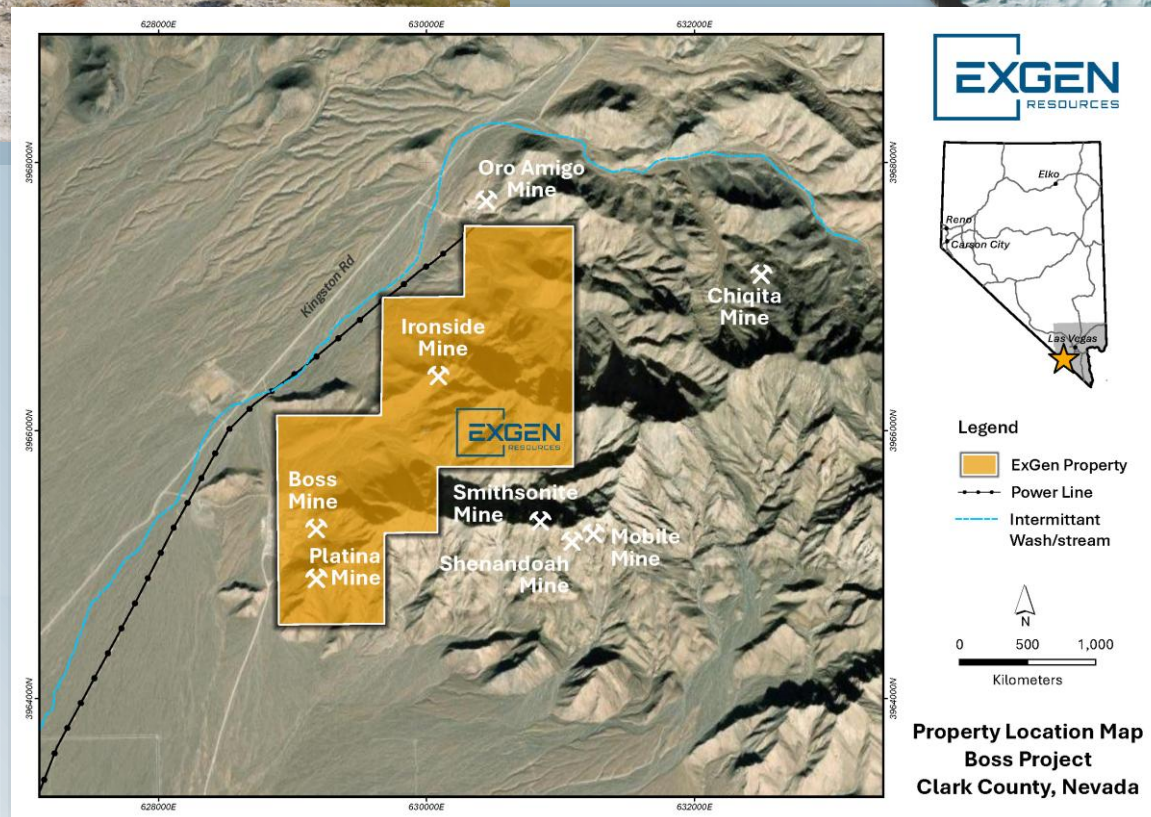 628000E
630000E
632000E
3968000N
3966000N
3964000N
3968000N
3966000N
3964000N
628000E
630000E
632000E
Oro Amigo
Mine
Kingston Rd
Chiqita
Mine
Ironside
Mine
EXGEN
RESOURCES
Boss
Mine
Platina
Mine
Smithsonite
Mine
Mobile
Mine
Shenandoah
Mine
EXGEN
RESOURCES
Elko
Reno
Carson City
Las Vegas
Legend
ExGen Property
Power Line
Intermittant
Wash/stream
N
0 500 1,000
Kilometers
Property Location Map
Boss Project
Clark County, Nevada